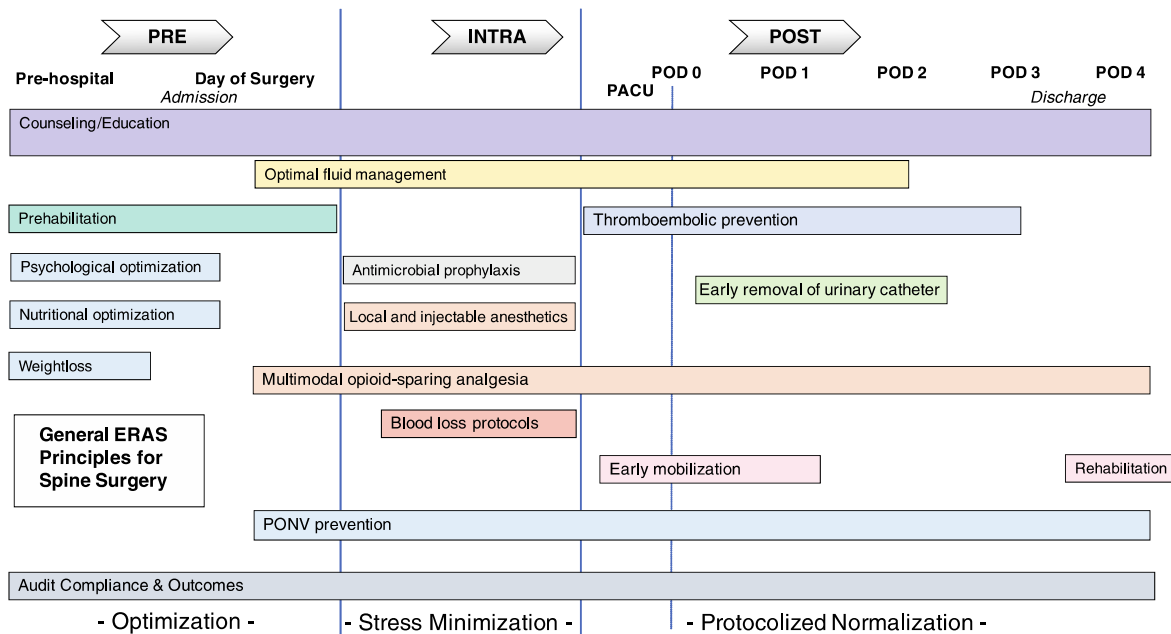 PRE
INTRA
POST
Pre-hospital
Day of Surgery
Admission
PACU
POD 0
POD 1
POD 2
POD 3
POD 4
Discharge
Counseling/Education
Optimal fluid management
Prehabilitation
Thromboembolic prevention
Psychological optimization
Antimicrobial prophylaxis
Early removal of urinary catheter
Nutritional optimization
Local and injectable anesthetics
Weightloss
Multimodal opioid-sparing analgesia
Blood loss protocols
General ERAS
Principles for
Spine Surgery
Early mobilization
Rehabilitation
PONV prevention
Audit Compliance & Outcomes
- Optimization -
- Stress Minimization -
- Protocolized Normalization -